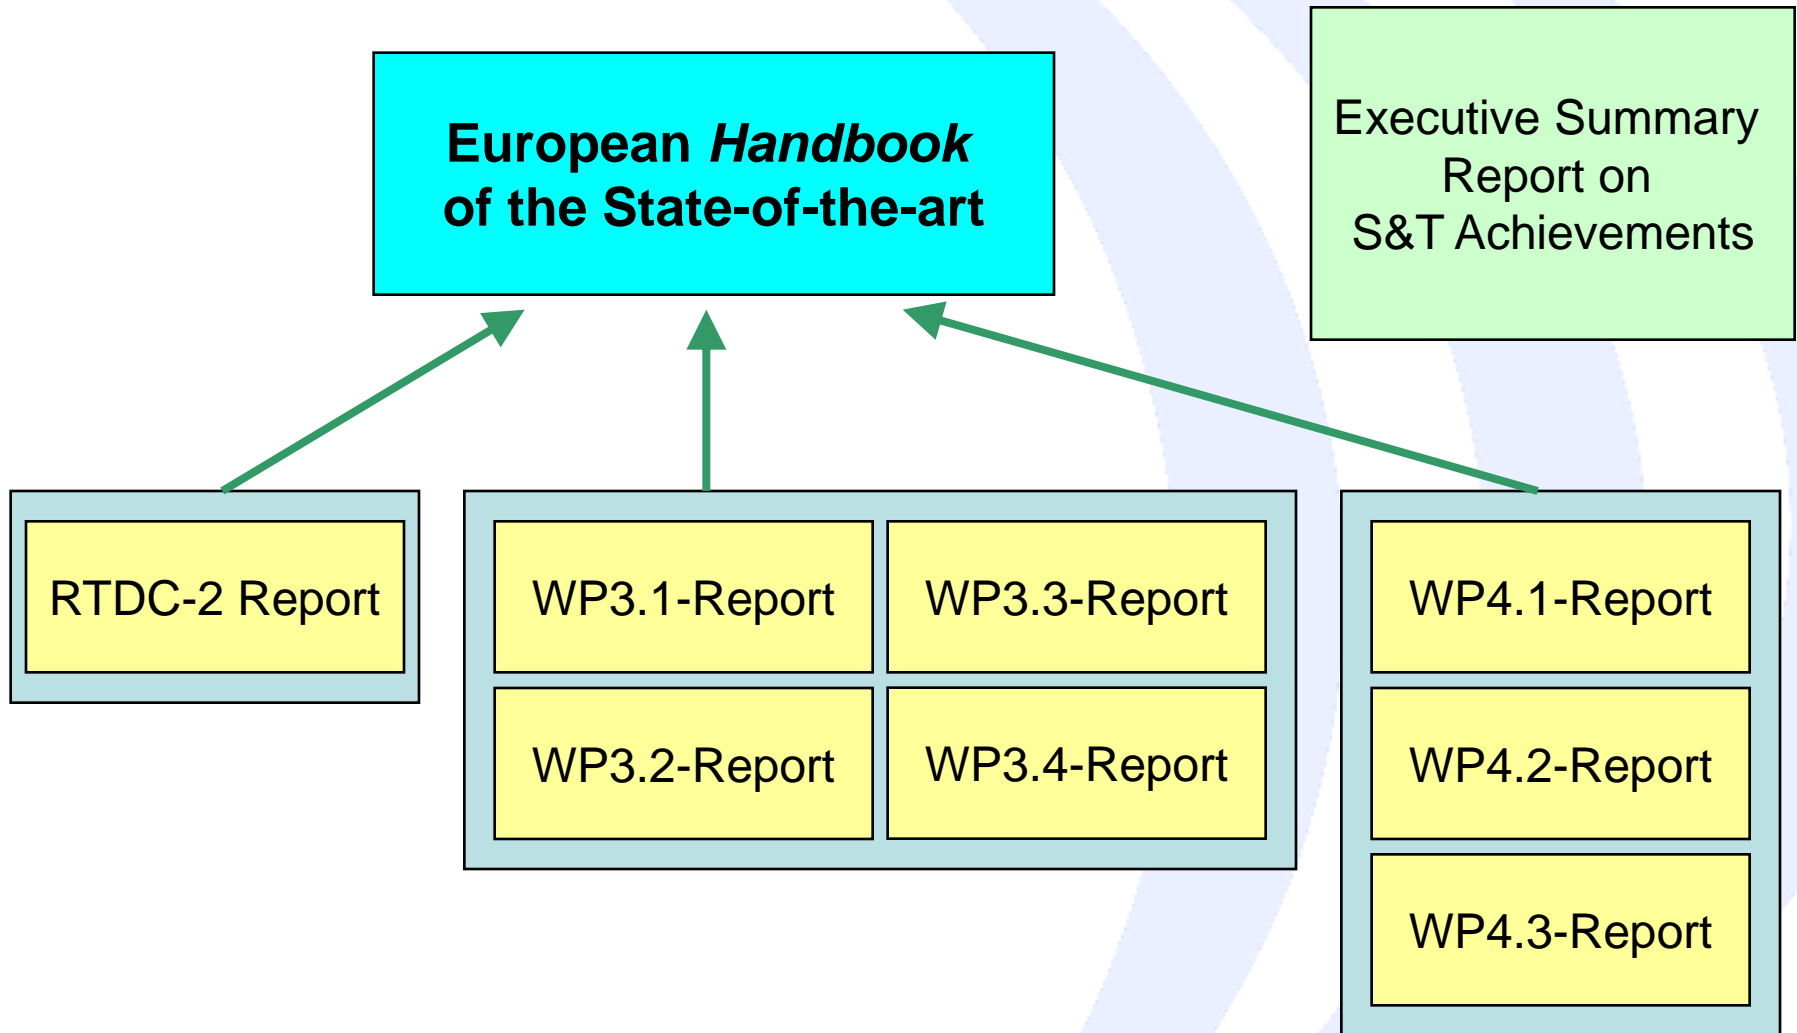 European Handbook
of the State-of-the-art
Executive Summary
Report on
S&T Achievements
RTDC-2 Report
WP3.1-Report
WP3.3-Report
WP3.2-Report
WP3.4-Report
WP4.1-Report
WP4.2-Report
WP4.3-Report